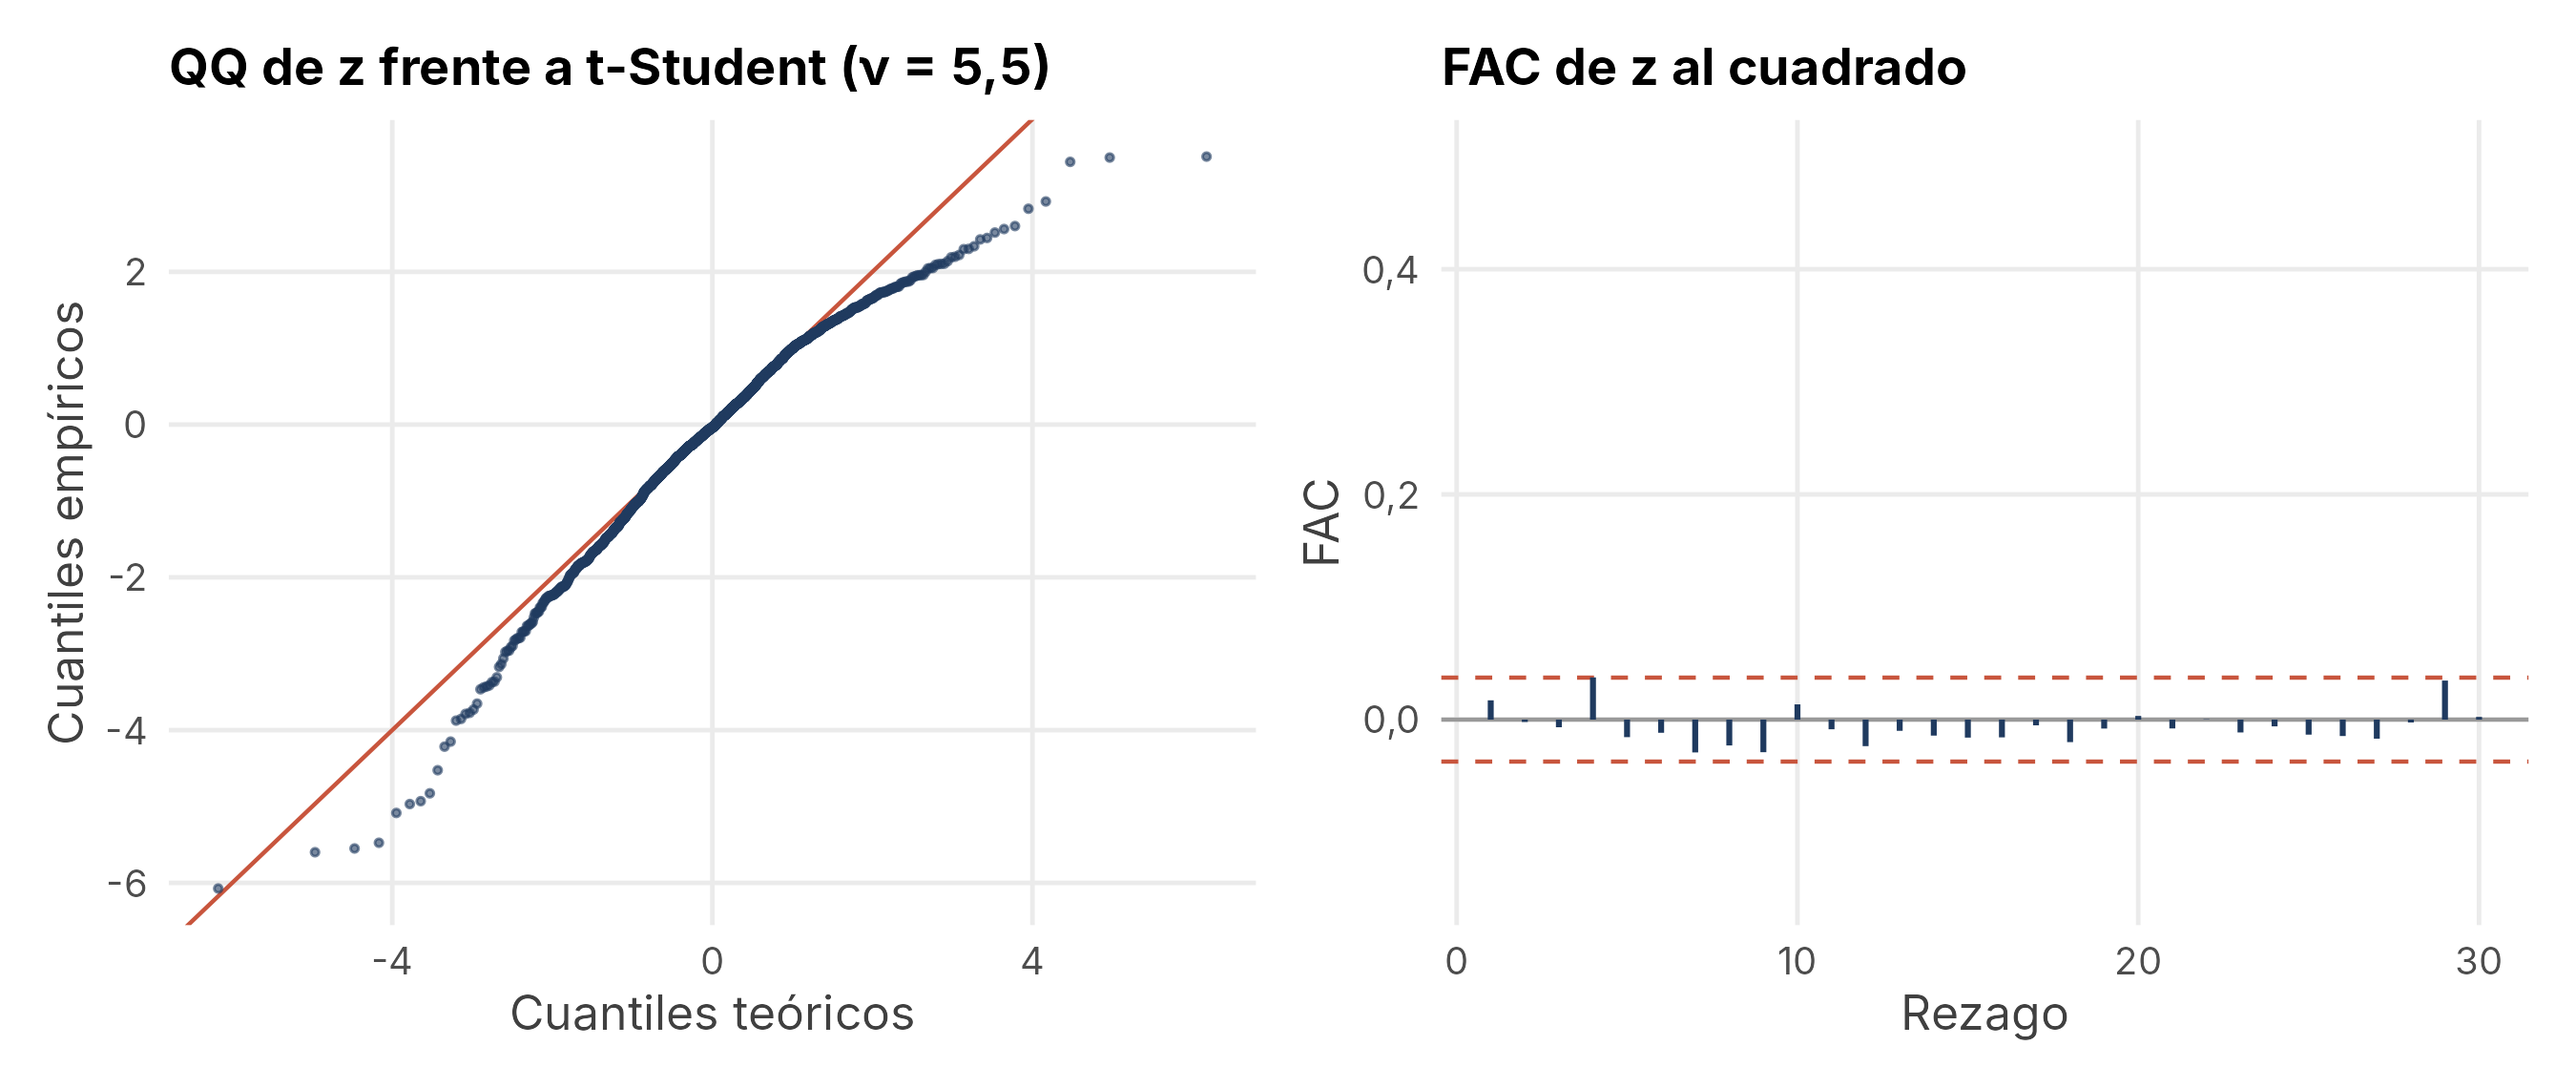 QQ de z frente a t-Student (ν = 5,5)
Cuantiles empíricos
2
0
-2
-4
-6
-4 0 4
Cuantiles teóricos
FAC de z al cuadrado
FAC
0,4
0,2
0,0
0 10 20 30
Rezago